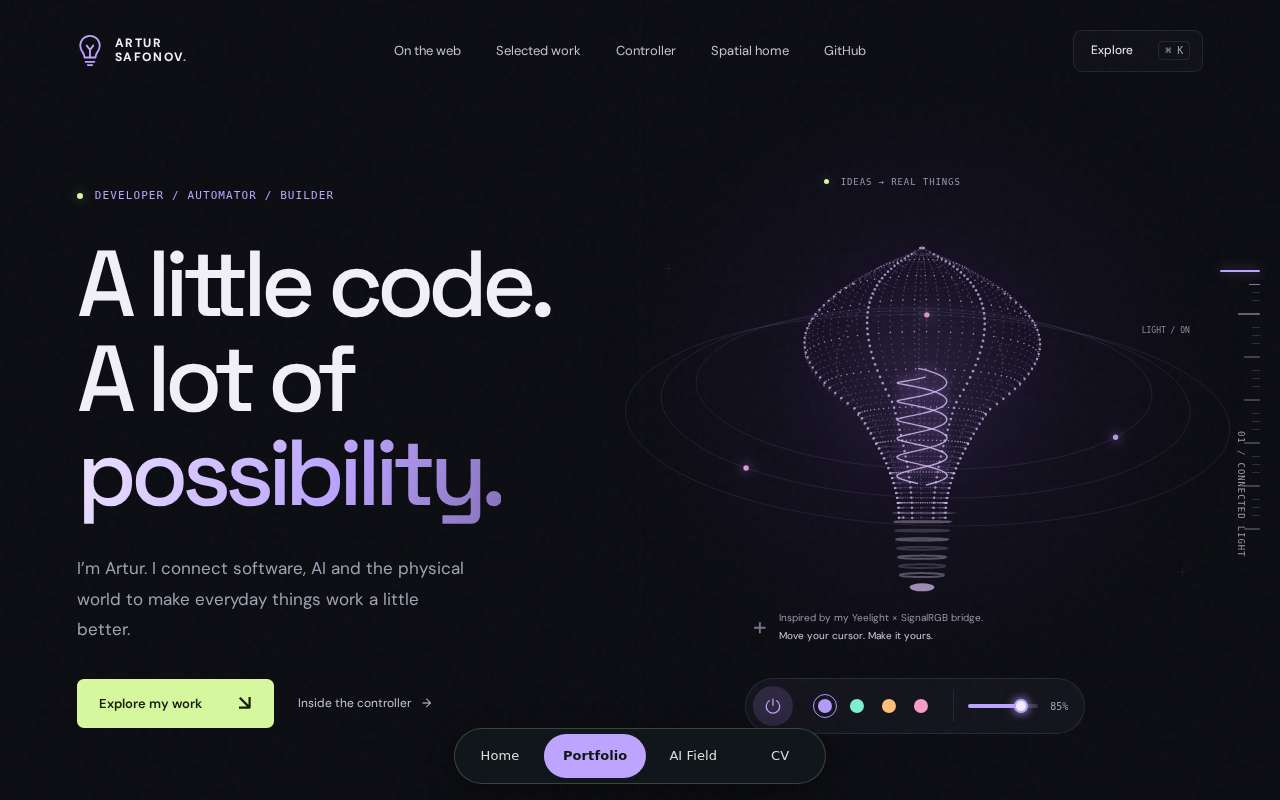 ARTUR
SAFONOV.
On the web
Selected work
Controller
Spatial home
GitHub
Explore
⌘ K
DEVELOPER / AUTOMATOR / BUILDER
A little code.
A lot of
possibility.
I’m Artur. I connect software, AI and the physical
world to make everyday things work a little
better.
Explore my work
Inside the controller →
IDEAS → REAL THINGS
LIGHT / ON
01 / CONNECTED LIGHT
Inspired by my Yeelight × SignalRGB bridge.
Move your cursor. Make it yours.
85%
Home
Portfolio
AI Field
CV